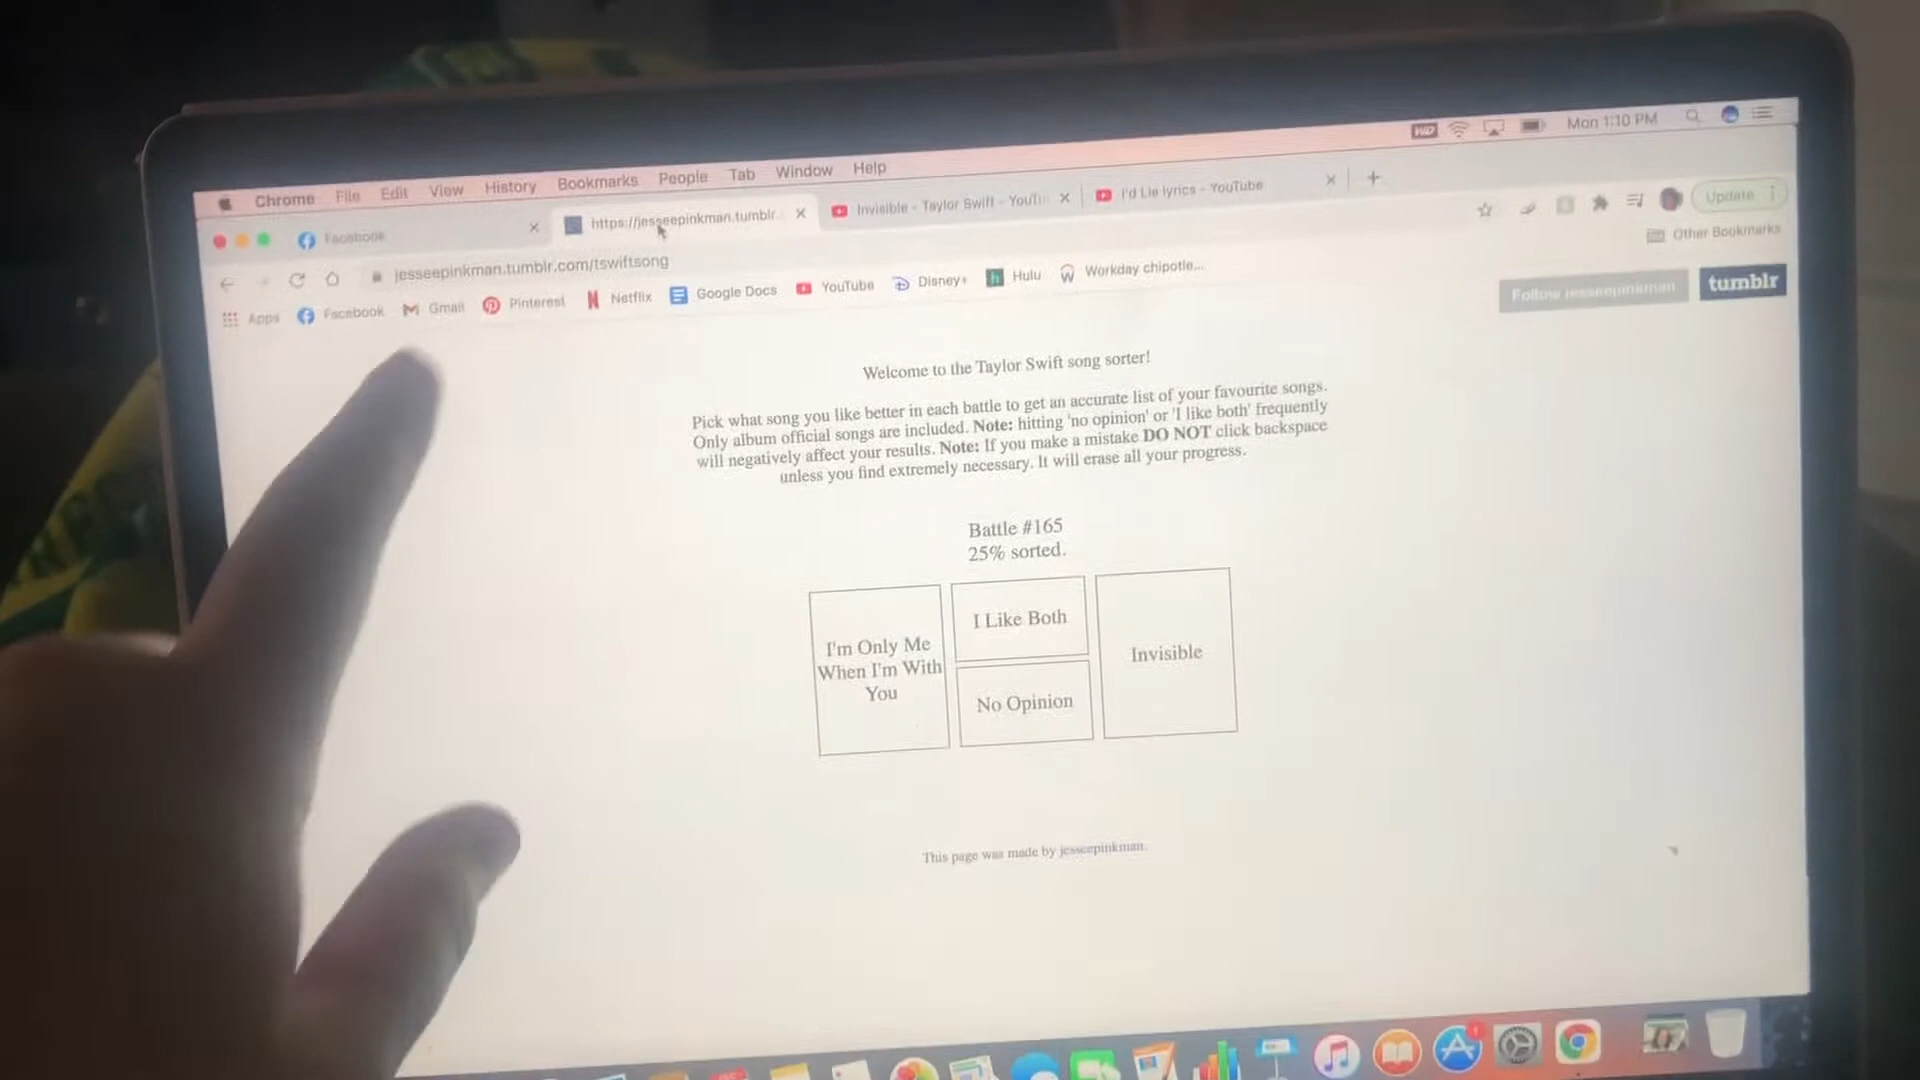 Chrome File Edit View History Bookmarks People Tab Window Help
Mon 1:10 PM
Facebook
https://jesseepinkman.tumblr.
Invisible - Taylor Swift - YouTu
I'd Lie lyrics - YouTube
jesseepinkman.tumblr.com/tswiftsong
Update
Apps Facebook Gmail Pinterest Netflix Google Docs YouTube Disney+ Hulu Workday chipotle...
Other Bookmarks
Follow jesseepinkman
tumblr
Welcome to the Taylor Swift song sorter!
Pick what song you like better in each battle to get an accurate list of your favourite songs.
Only album official songs are included. Note: hitting 'no opinion' or 'I like both' frequently
will negatively affect your results. Note: If you make a mistake DO NOT click backspace
unless you find extremely necessary. It will erase all your progress.
Battle #165
25% sorted.
I'm Only Me
When I'm With
You
I Like Both
No Opinion
Invisible
This page was made by jesseepinkman.